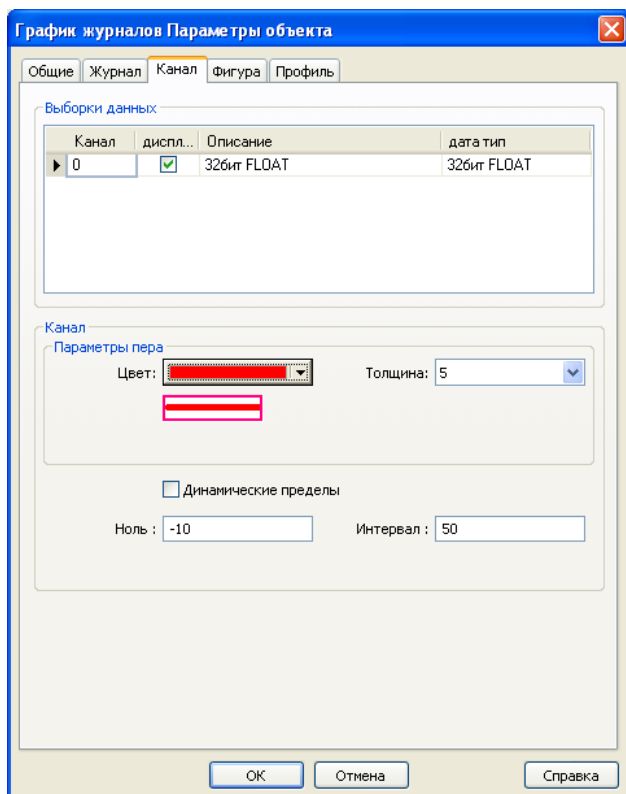 График журналов Параметры объекта
Общие Журнал Канал Фигура Профиль
Выборки данных
Канал диспл... Описание дата тип
0 32бит FLOAT 32бит FLOAT
Канал
Параметры пера
Цвет: Толщина: 5
Динамические пределы
Ноль : -10 Интервал : 50
ОК Отмена Справка